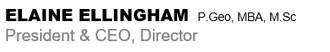 ELAINE ELLINGHAM P.Geo, MBA, M.Sc
President & CEO, Director